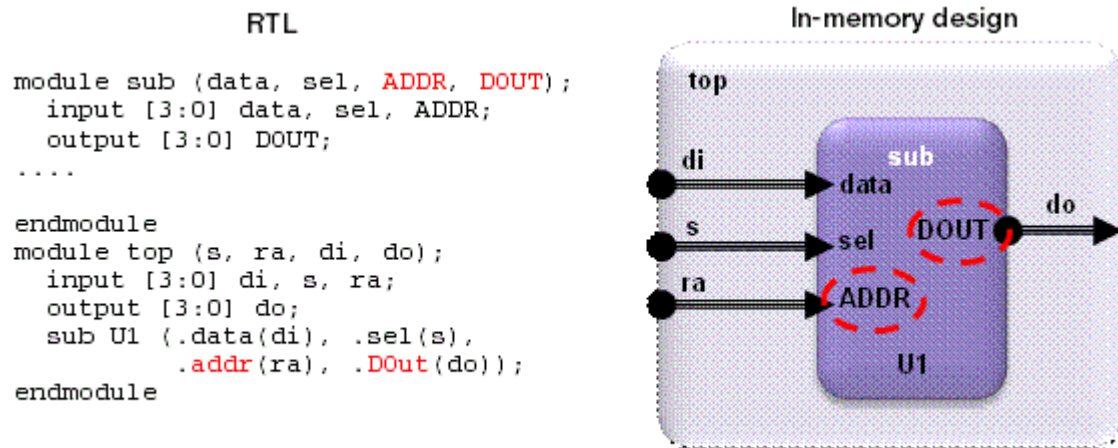 RTL
module sub (data, sel, ADDR, DOUT);
  input [3:0] data, sel, ADDR;
  output [3:0] DOUT;
....
endmodule
module top (s, ra, di, do);
  input [3:0] di, s, ra;
  output [3:0] do;
  sub U1 (.data(di), .sel(s),
          .addr(ra), .DOut(do));
endmodule
In-memory design
top
sub
di
data
DOUT
do
s
sel
ra
ADDR
U1